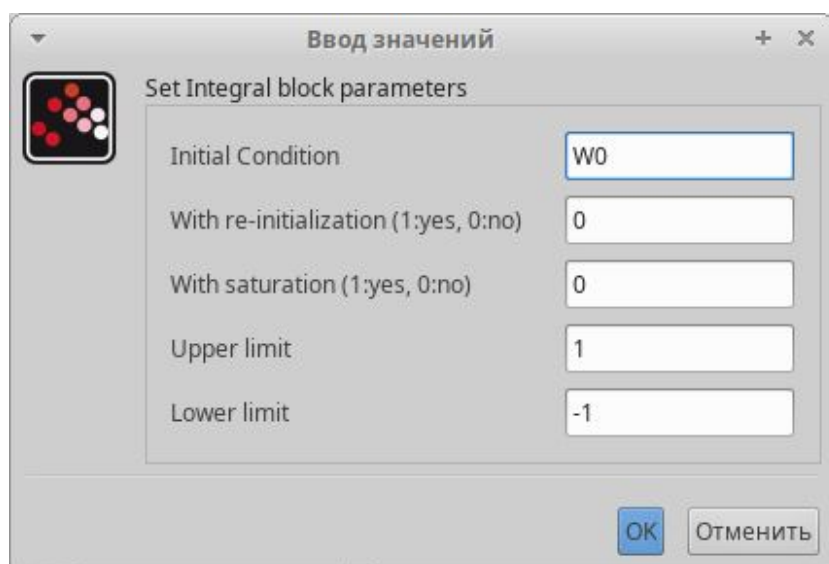 Ввод значений
Set Integral block parameters
Initial Condition W0
With re-initialization (1:yes, 0:no) 0
With saturation (1:yes, 0:no) 0
Upper limit 1
Lower limit -1
OK Отменить